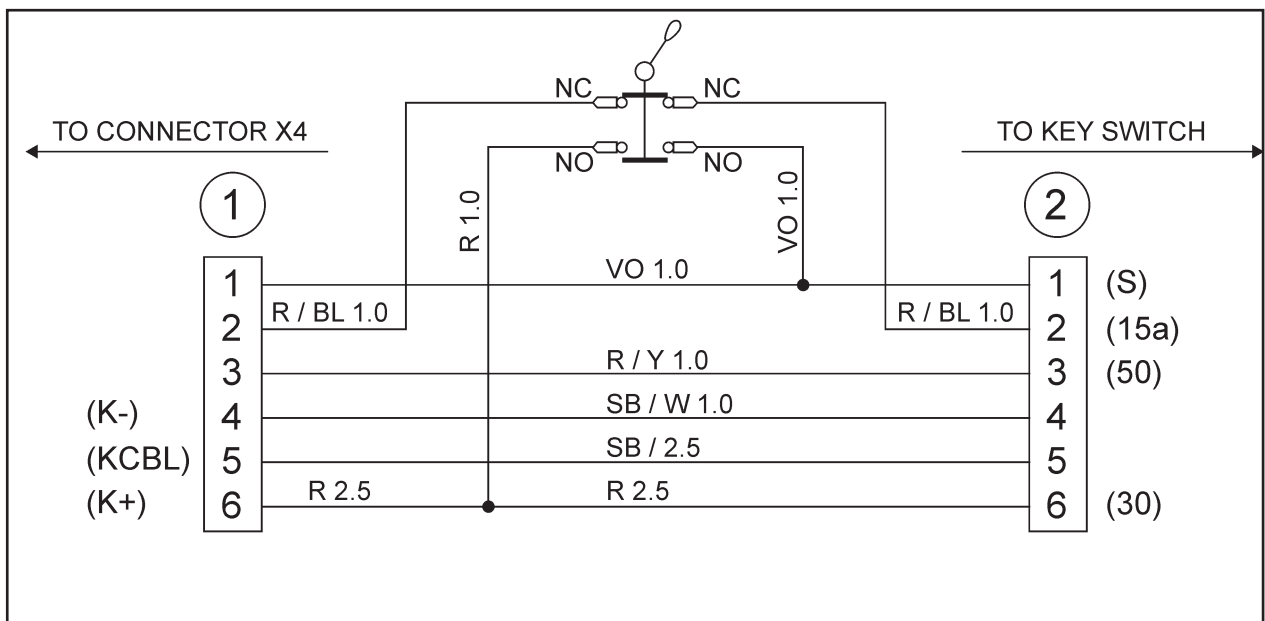 NC NC
TO CONNECTOR X4 TO KEY SWITCH
NO NO
1 2
R 1.0
VO 1.0
1 VO 1.0 1 (S)
2 R / BL 1.0 R / BL 1.0 2 (15a)
3 R / Y 1.0 3 (50)
(K-) 4 SB / W 1.0 4
(KCBL) 5 SB / 2.5 5
(K+) 6 R 2.5 R 2.5 6 (30)